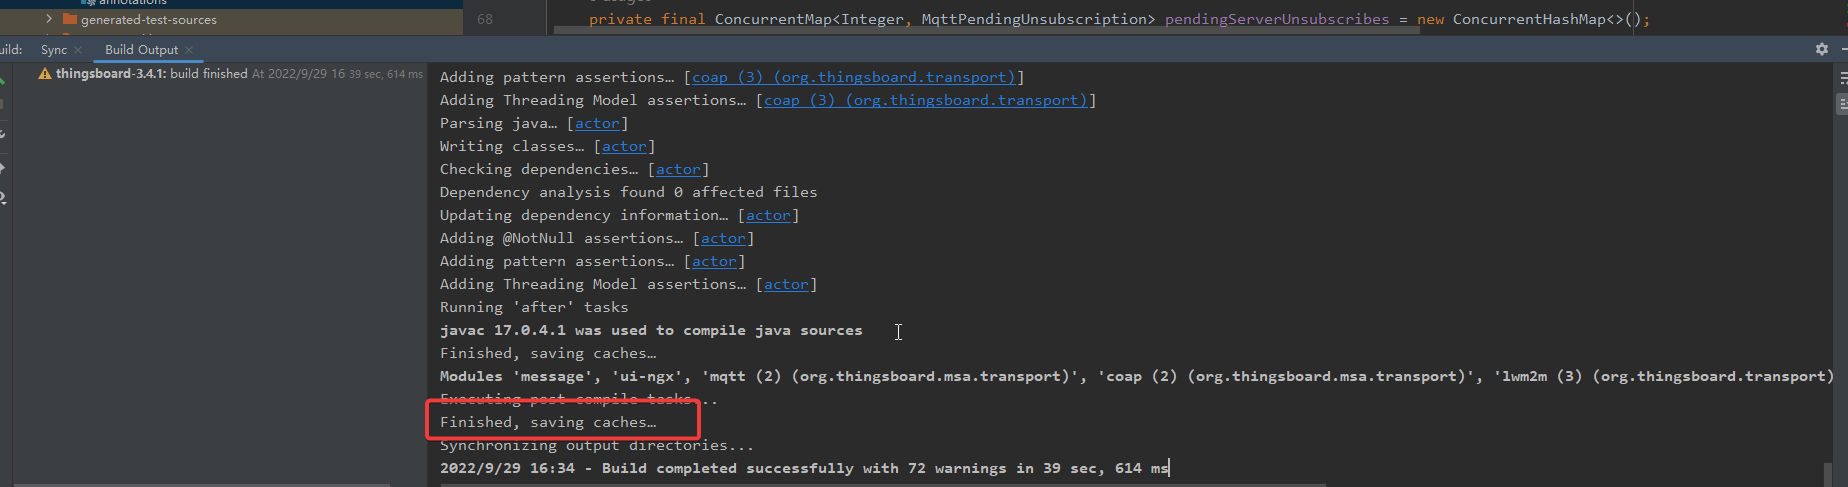 annotations
generated-test-sources
68
private final ConcurrentMap<Integer, MqttPendingUnsubscription> pendingServerUnsubscribes = new ConcurrentHashMap<>();
uild: Sync Build Output
thingsboard-3.4.1: build finished At 2022/9/29 16 39 sec, 614 ms
Adding pattern assertions… [coap (3) (org.thingsboard.transport)]
Adding Threading Model assertions… [coap (3) (org.thingsboard.transport)]
Parsing java… [actor]
Writing classes… [actor]
Checking dependencies… [actor]
Dependency analysis found 0 affected files
Updating dependency information… [actor]
Adding @NotNull assertions… [actor]
Adding pattern assertions… [actor]
Adding Threading Model assertions… [actor]
Running 'after' tasks
javac 17.0.4.1 was used to compile java sources
Finished, saving caches…
Modules 'message', 'ui-ngx', 'mqtt (2) (org.thingsboard.msa.transport)', 'coap (2) (org.thingsboard.msa.transport)', 'lwm2m (3) (org.thingsboard.transport)
Executing post-compile tasks...
Finished, saving caches…
Synchronizing output directories...
2022/9/29 16:34 - Build completed successfully with 72 warnings in 39 sec, 614 ms